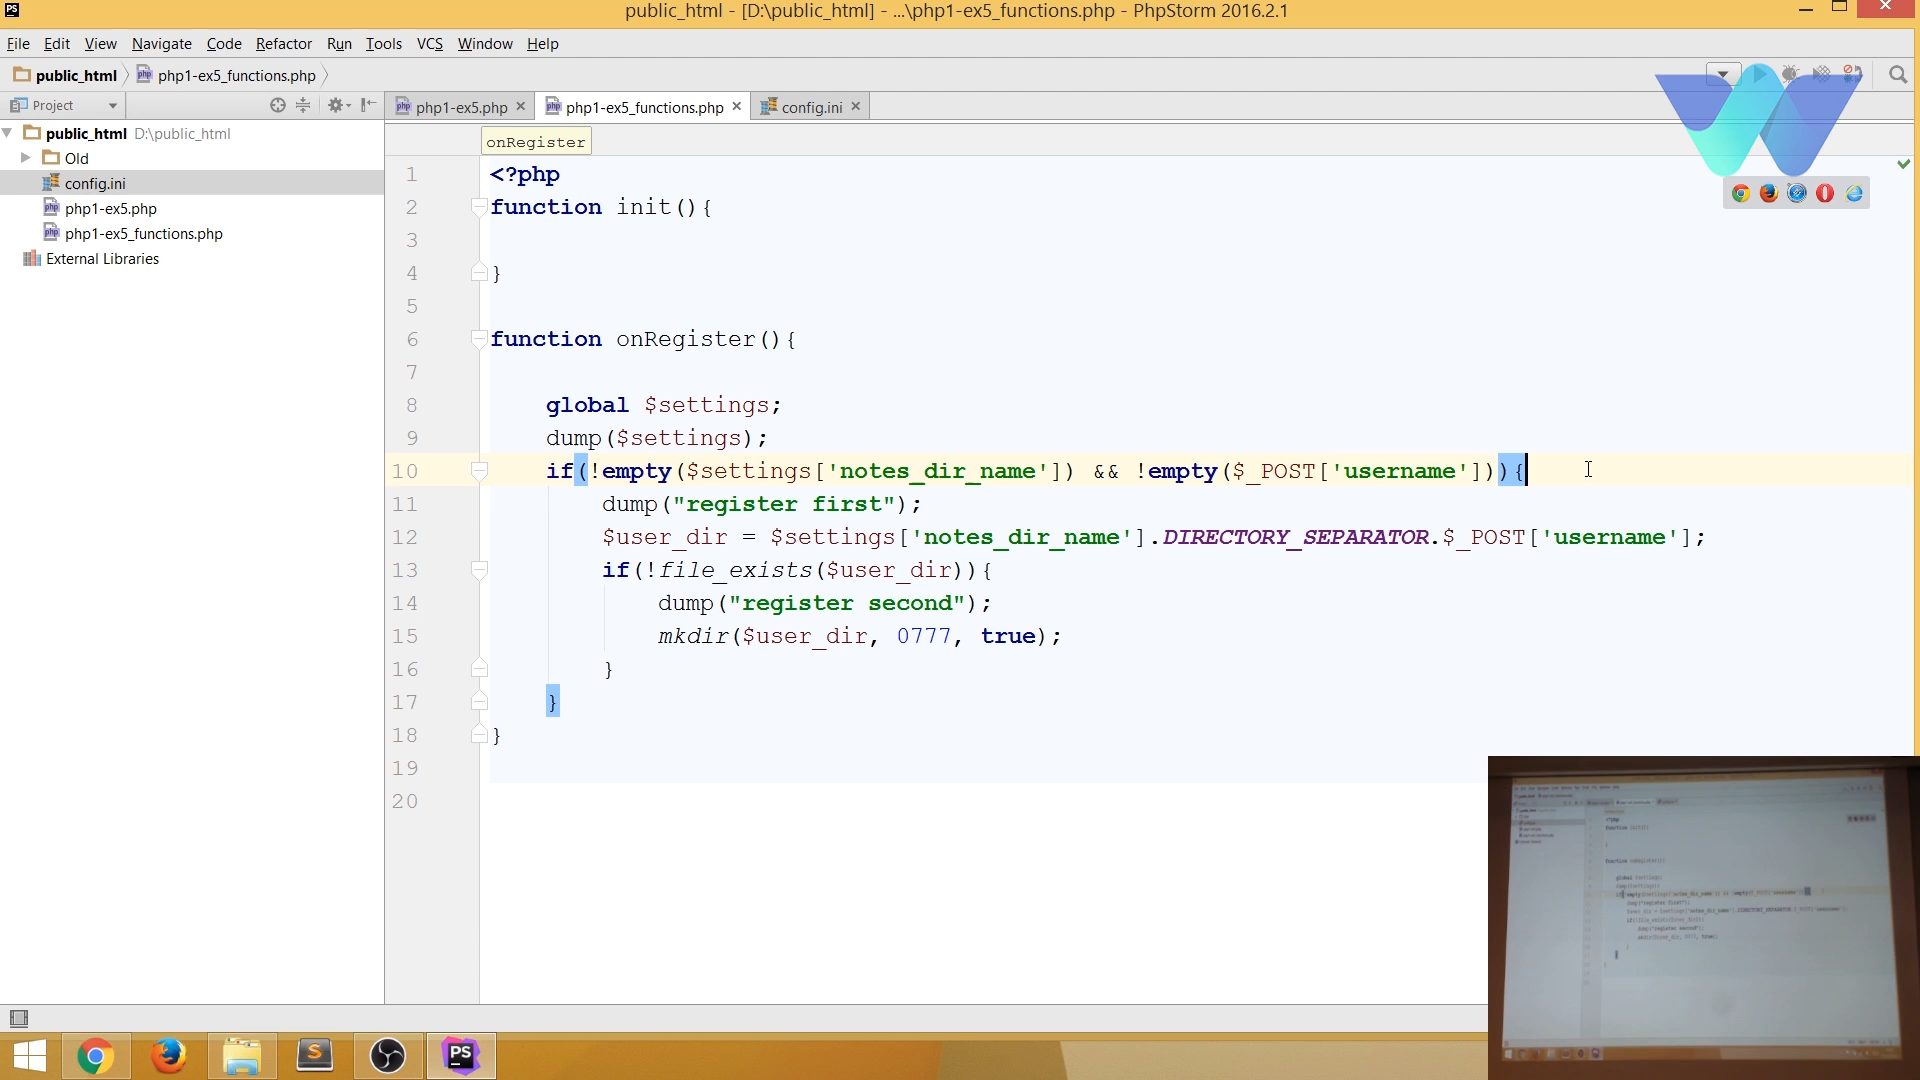 public_html - [D:\public_html] - ...\php1-ex5_functions.php - PhpStorm 2016.2.1
File Edit View Navigate Code Refactor Run Tools VCS Window Help
public_html php1-ex5_functions.php
Project
php1-ex5.php php1-ex5_functions.php config.ini
public_html D:\public_html
Old
config.ini
php1-ex5.php
php1-ex5_functions.php
External Libraries
onRegister
1 <?php
2 function init(){
3
4 }
5
6 function onRegister(){
7
8 global $settings;
9 dump($settings);
10 if(!empty($settings['notes_dir_name']) && !empty($_POST['username'])){
11 dump("register first");
12 $user_dir = $settings['notes_dir_name'].DIRECTORY_SEPARATOR.$_POST['username'];
13 if(!file_exists($user_dir)){
14 dump("register second");
15 mkdir($user_dir, 0777, true);
16 }
17 }
18 }
19
20